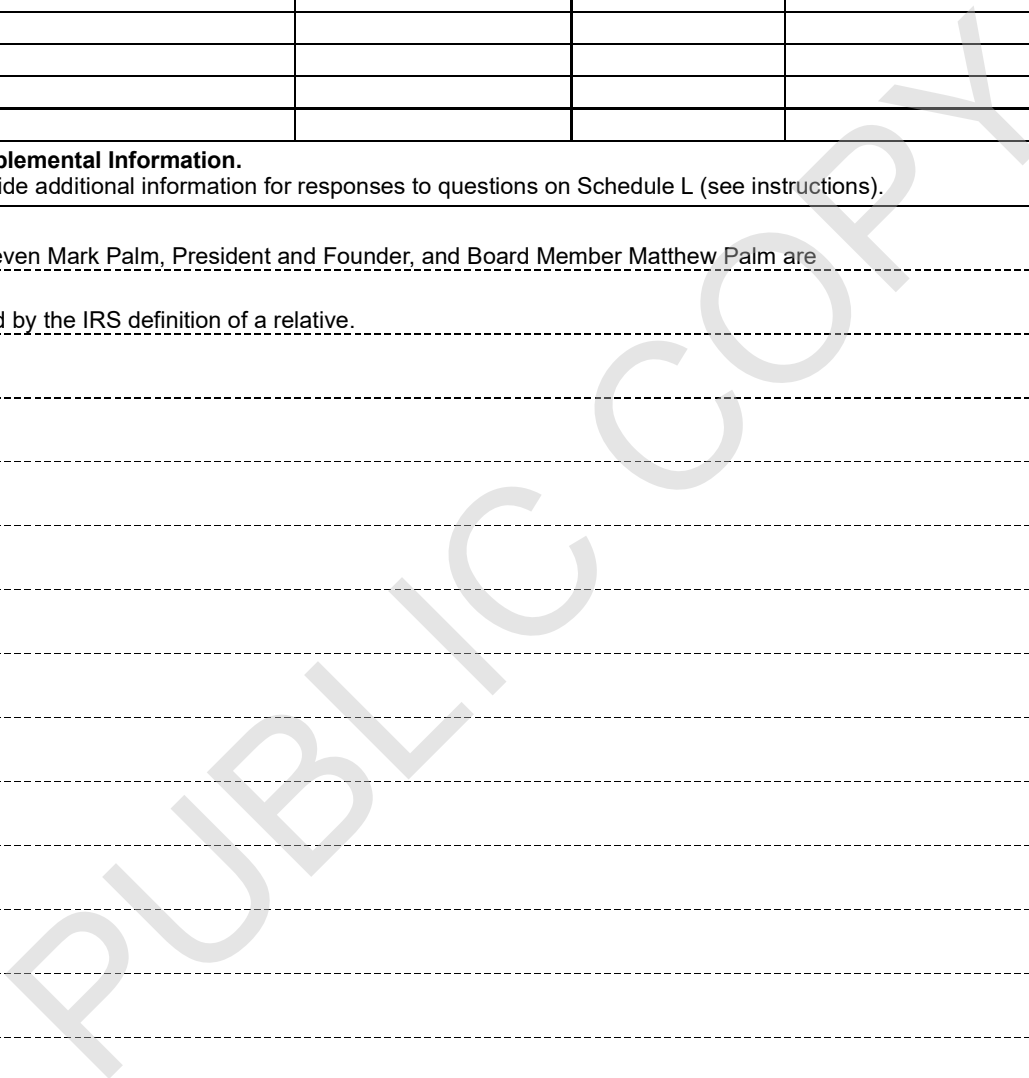 plemental Information.
ide additional information for responses to questions on Schedule L (see instructions).
even Mark Palm, President and Founder, and Board Member Matthew Palm are
d by the IRS definition of a relative.
PUBLIC COPY